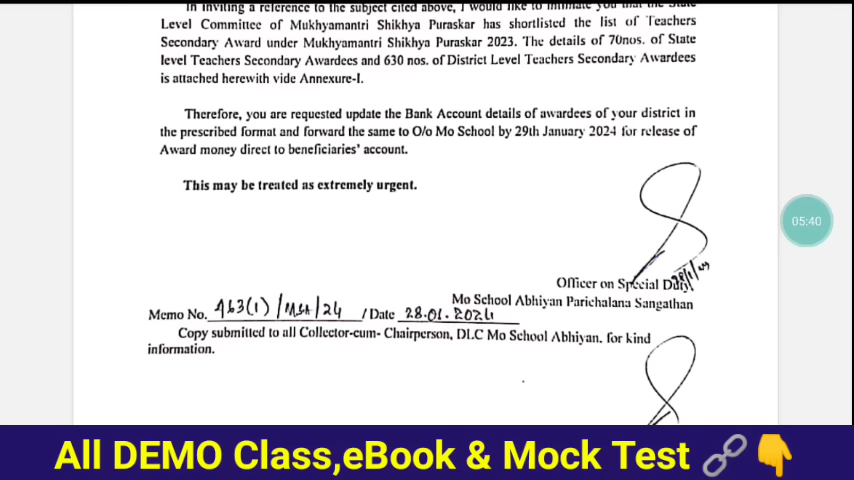 In inviting a reference to the subject cited above, I would like to intimate you that the State
Level Committee of Mukhyamantri Shikhya Puraskar has shortlisted the list of Teachers
Secondary Award under Mukhyamantri Shikhya Puraskar 2023. The details of 70nos. of State
level Teachers Secondary Awardees and 630 nos. of District Level Teachers Secondary Awardees
is attached herewith vide Annexure-I.
Therefore, you are requested update the Bank Account details of awardees of your district in
the prescribed format and forward the same to O/o Mo School by 29th January 2024 for release of
Award money direct to beneficiaries' account.
This may be treated as extremely urgent.
05:40
Officer on Special Duty
Mo School Abhiyan Parichalana Sangathan
Memo No. 463(1)/MSA/24 /Date 28.01.2024
Copy submitted to all Collector-cum- Chairperson, DLC Mo School Abhiyan. for kind
information.
All DEMO Class,eBook & Mock Test